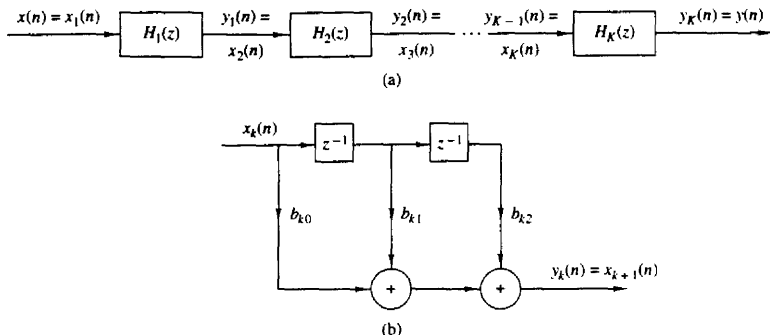 x(n) = x₁(n) y₁(n) = y₂(n) = y_{K−1}(n) = y_K(n) = y(n)
H₁(z) H₂(z) ··· H_K(z)
x₂(n) x₃(n) x_K(n)
(a)
x_k(n)
z⁻¹ z⁻¹
b_{k0} b_{k1} b_{k2}
y_k(n) = x_{k+1}(n)
+ +
(b)